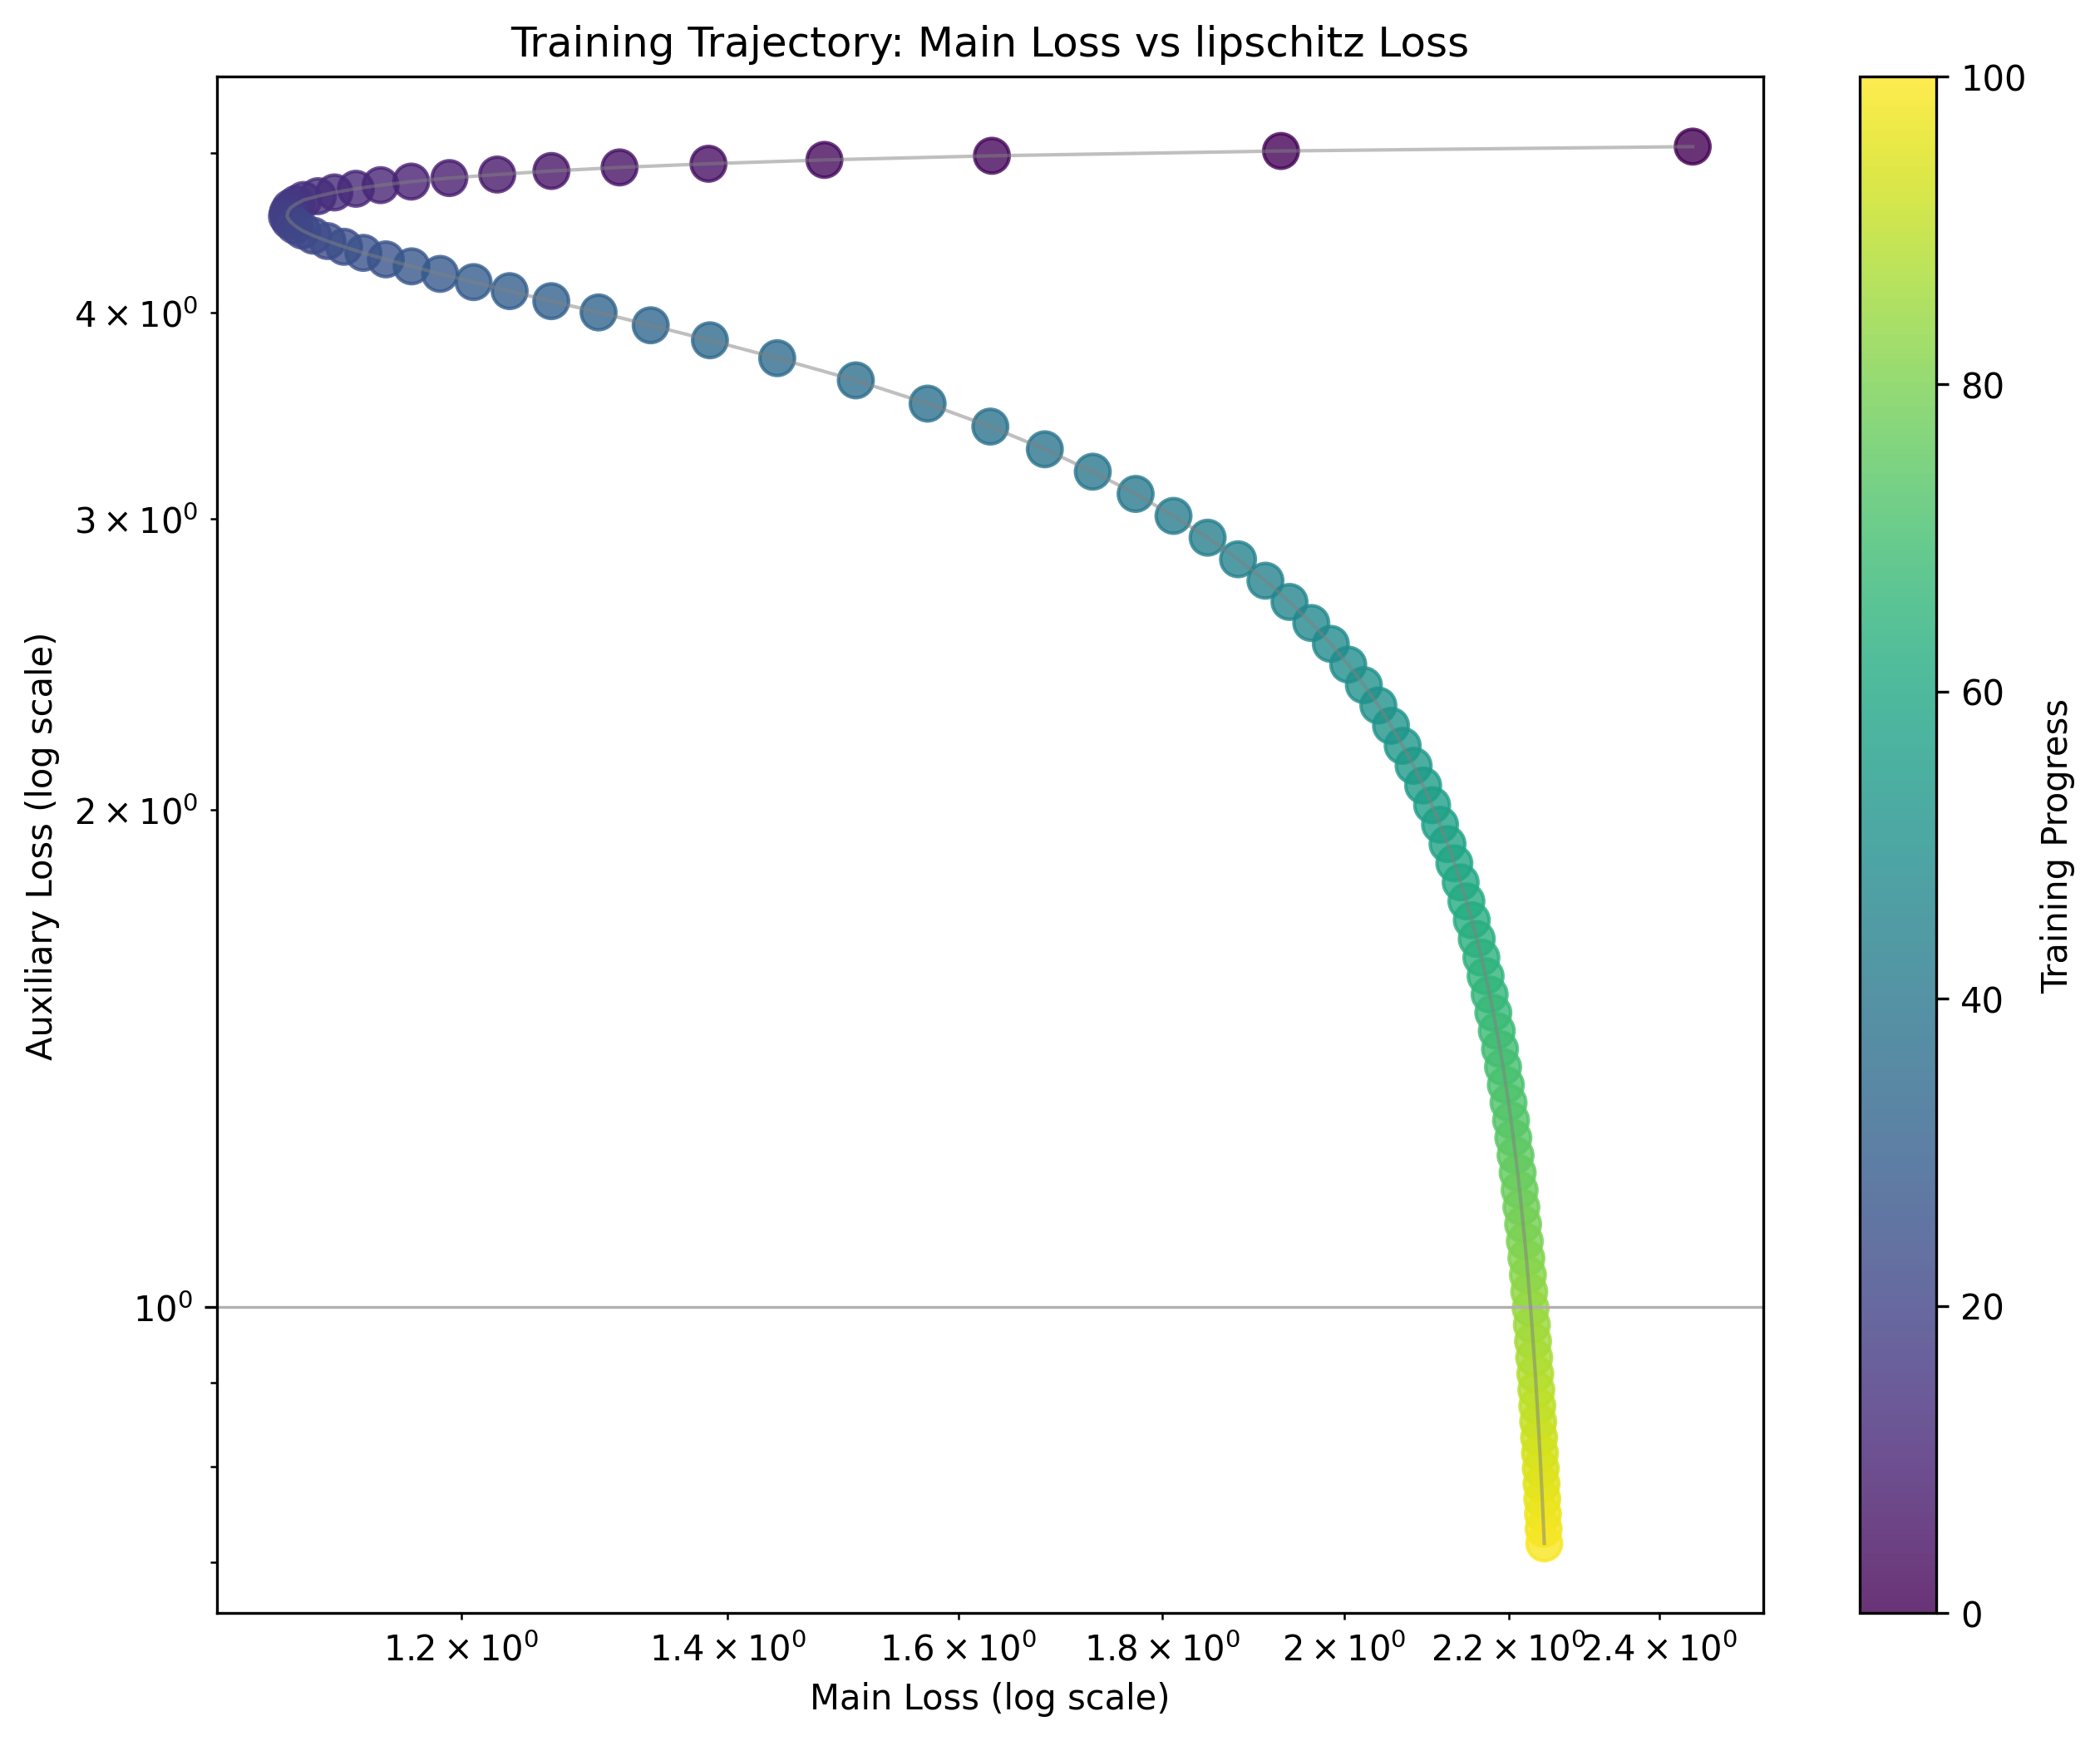 Training Trajectory: Main Loss vs lipschitz Loss
Auxiliary Loss (log scale)
4 × 10⁰
3 × 10⁰
2 × 10⁰
10⁰
1.2 × 10⁰
1.4 × 10⁰
1.6 × 10⁰
1.8 × 10⁰
2 × 10⁰
2.2 × 10⁰
2.4 × 10⁰
Main Loss (log scale)
100
80
60
40
20
0
Training Progress